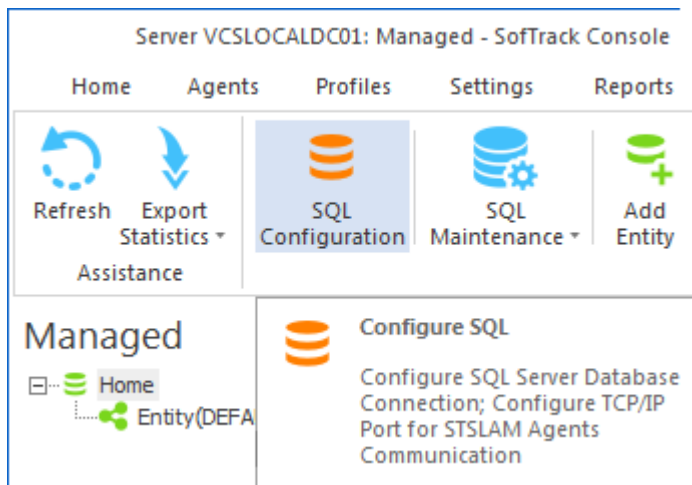 Server VCSLOCALDC01: Managed - SofTrack Console
Home Agents Profiles Settings Reports
Refresh
Export
Statistics
SQL
Configuration
SQL
Maintenance
Add
Entity
Assistance
Managed
Home
Entity(DEFA
Configure SQL
Configure SQL Server Database
Connection; Configure TCP/IP
Port for STSLAM Agents
Communication